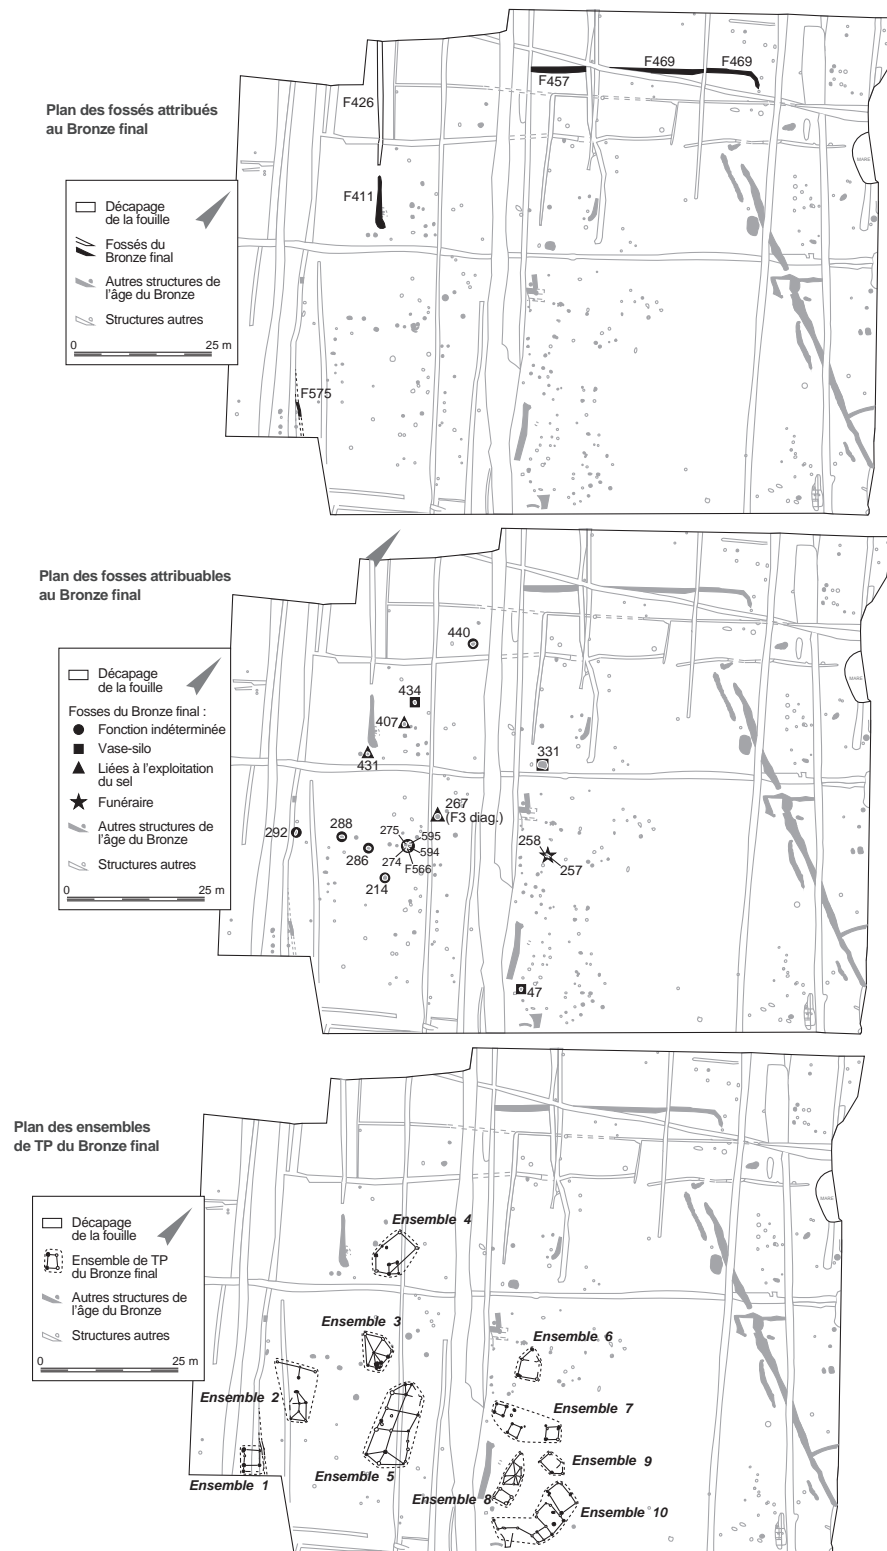 Plan des fossés attribués
au Bronze final
Décapage
de la fouille
Fossés du
Bronze final
Autres structures de
l'âge du Bronze
Structures autres
0 25 m
F426
F457
F469
F469
F411
F575
MARE
Plan des fosses attribuables
au Bronze final
Décapage
de la fouille
Fosses du Bronze final :
Fonction indéterminée
Vase-silo
Liées à l'exploitation
du sel
Funéraire
Autres structures de
l'âge du Bronze
Structures autres
0 25 m
440
434
407
431
331
267
(F3 diag.)
292
288
286
275
595
594
274
F566
214
258
257
47
MARE
Plan des ensembles
de TP du Bronze final
Décapage
de la fouille
Ensemble de TP
du Bronze final
Autres structures de
l'âge du Bronze
Structures autres
0 25 m
Ensemble 4
Ensemble 3
Ensemble 6
Ensemble 2
Ensemble 7
Ensemble 9
Ensemble 5
Ensemble 1
Ensemble 8
Ensemble 10
MARE